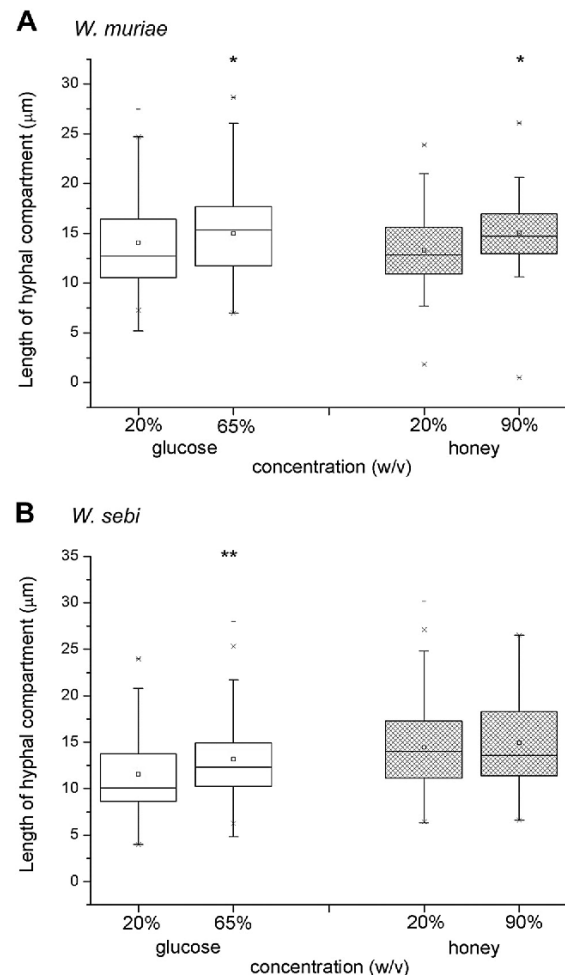 A W. muriae
* *
Length of hyphal compartment (μm)
30
25
20
15
10
5
0
20% 65% 20% 90%
glucose honey
concentration (w/v)
B W. sebi
**
Length of hyphal compartment (μm)
35
30
25
20
15
10
5
0
20% 65% 20% 90%
glucose honey
concentration (w/v)